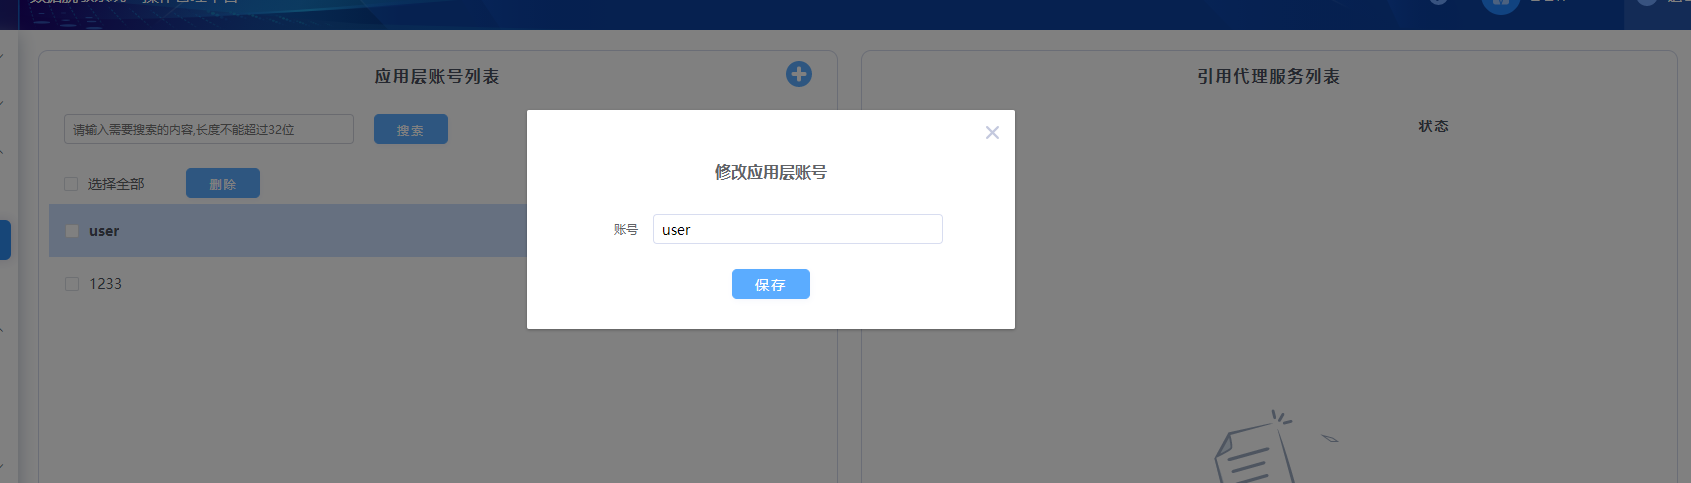 应用层账号列表
引用代理服务列表
请输入需要搜索的内容,长度不能超过32位
搜索
状态
选择全部
删除
user
1233
修改应用层账号
账号
user
保存